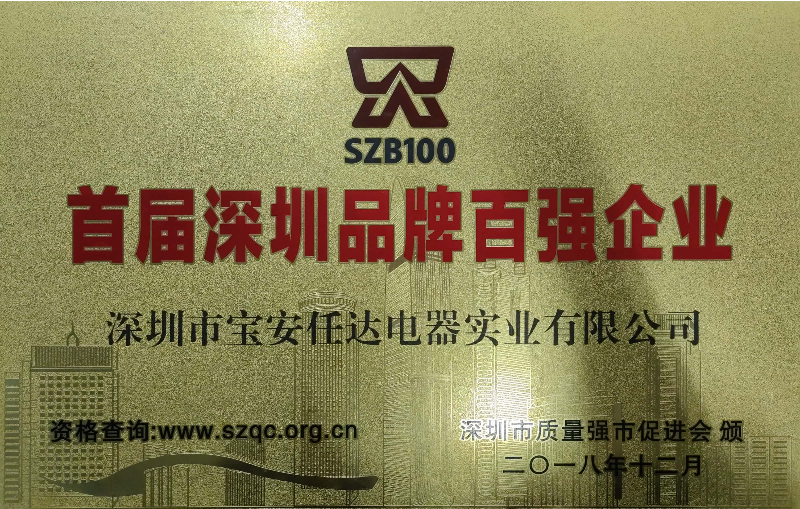 SZB100
首届深圳品牌百强企业
深圳市宝安任达电器实业有限公司
资格查询:www.szqc.org.cn
深圳市质量强市促进会 颁
二〇一八年十二月